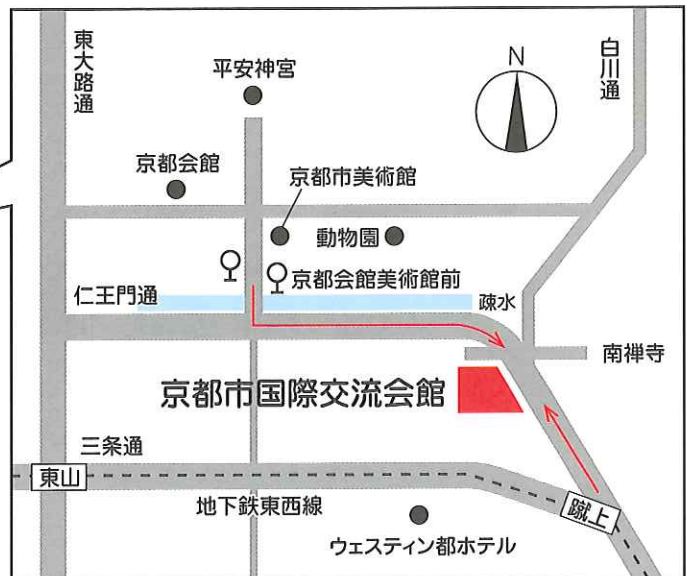 東大路通
平安神宮
N
白川通
京都会館
京都市美術館
動物園
京都会館美術館前
仁王門通
疏水
南禅寺
京都市国際交流会館
三条通
東山
地下鉄東西線
蹴上
ウェスティン都ホテル